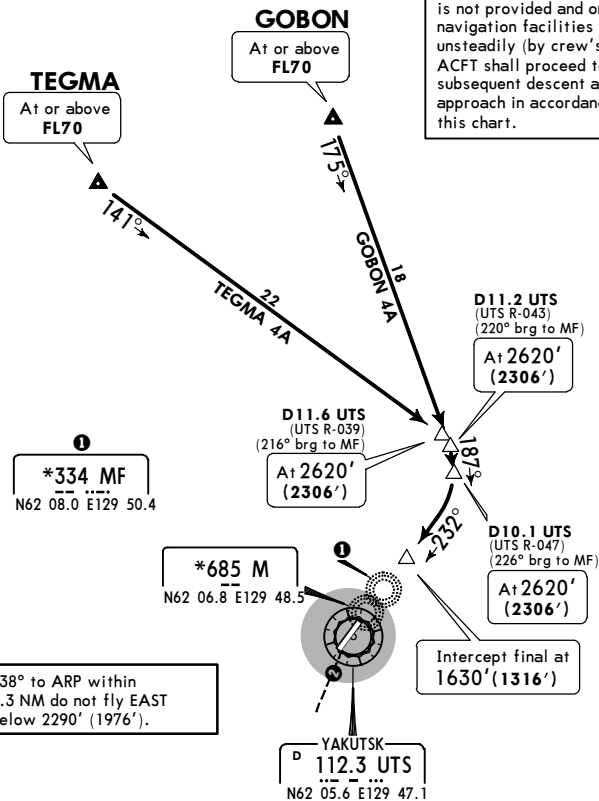 is not provided and or
navigation facilities
unsteadily (by crew's
ACFT shall proceed to
subsequent descent a
approach in accordanc
this chart.
GOBON
At or above
FL70
TEGMA
At or above
FL70
175°
141°
18
GOBON 4A
22
TEGMA 4A
D11.2 UTS
(UTS R-043)
(220° brg to MF)
At 2620'
(2306')
D11.6 UTS
(UTS R-039)
(216° brg to MF)
At 2620'
(2306')
187°
1
*334 MF
N62 08.0 E129 50.4
232°
D10.1 UTS
(UTS R-047)
(226° brg to MF)
At 2620'
(2306')
1
*685 M
N62 06.8 E129 48.5
Intercept final at
1630'(1316')
38° to ARP within
.3 NM do not fly EAST
elow 2290' (1976').
2
YAKUTSK
D 112.3 UTS
N62 05.6 E129 47.1